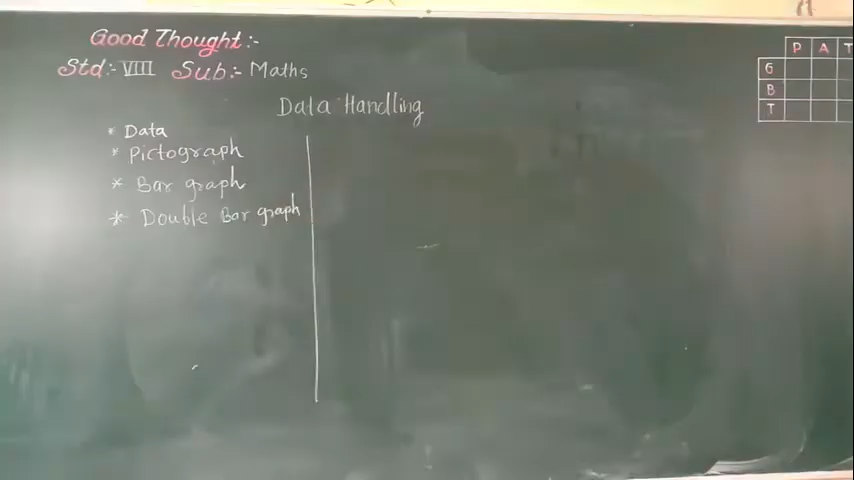 Good Thought:-
Std:- VIII Sub:- Maths
Data Handling
* Data
* Pictograph
* Bar graph
* Double Bar graph
P A T
G
B
T